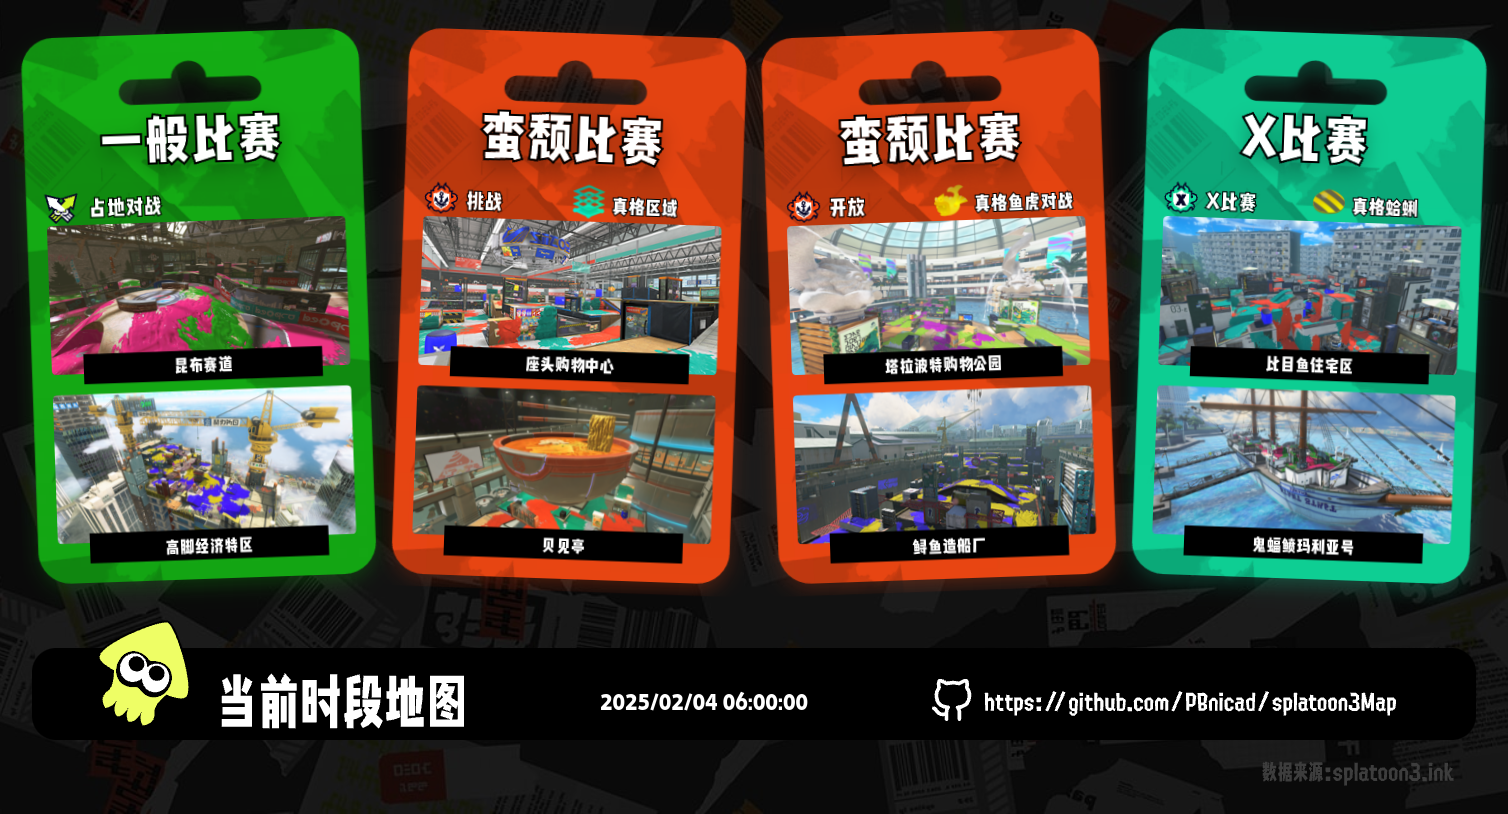 一般比赛
占地对战
昆布赛道
高脚经济特区
蛮颓比赛
挑战
真格区域
座头购物中心
贝见亭
蛮颓比赛
开放
真格鱼虎对战
塔拉波特购物公园
鲟鱼造船厂
X比赛
X比赛
真格蛤蜊
比目鱼住宅区
鬼蝠鲼玛利亚号
当前时段地图
2025/02/04 06:00:00
https://github.com/PBnicad/splatoon3Map
数据来源:splatoon3.ink